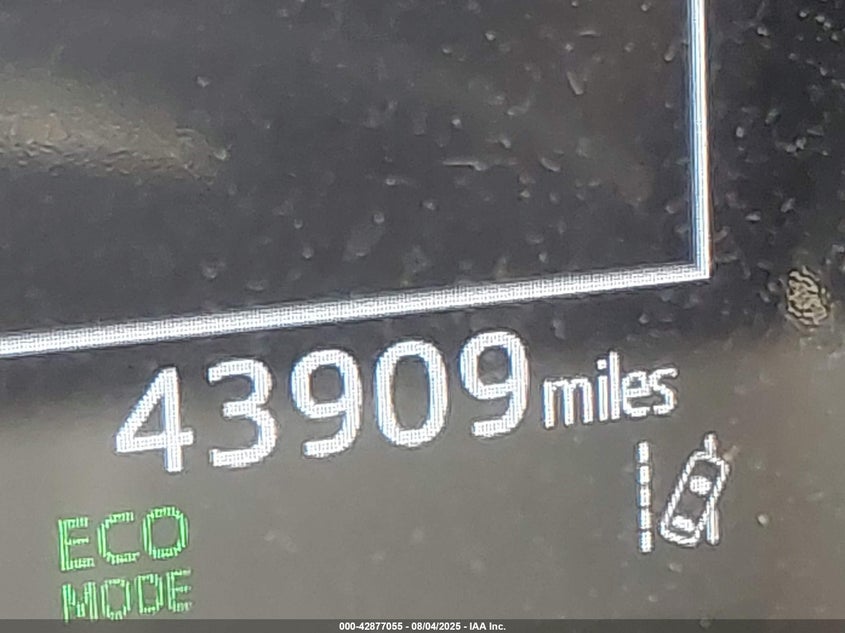 43909 miles
ECO
MODE
000-42877055 - 08/04/2025 - IAA Inc.